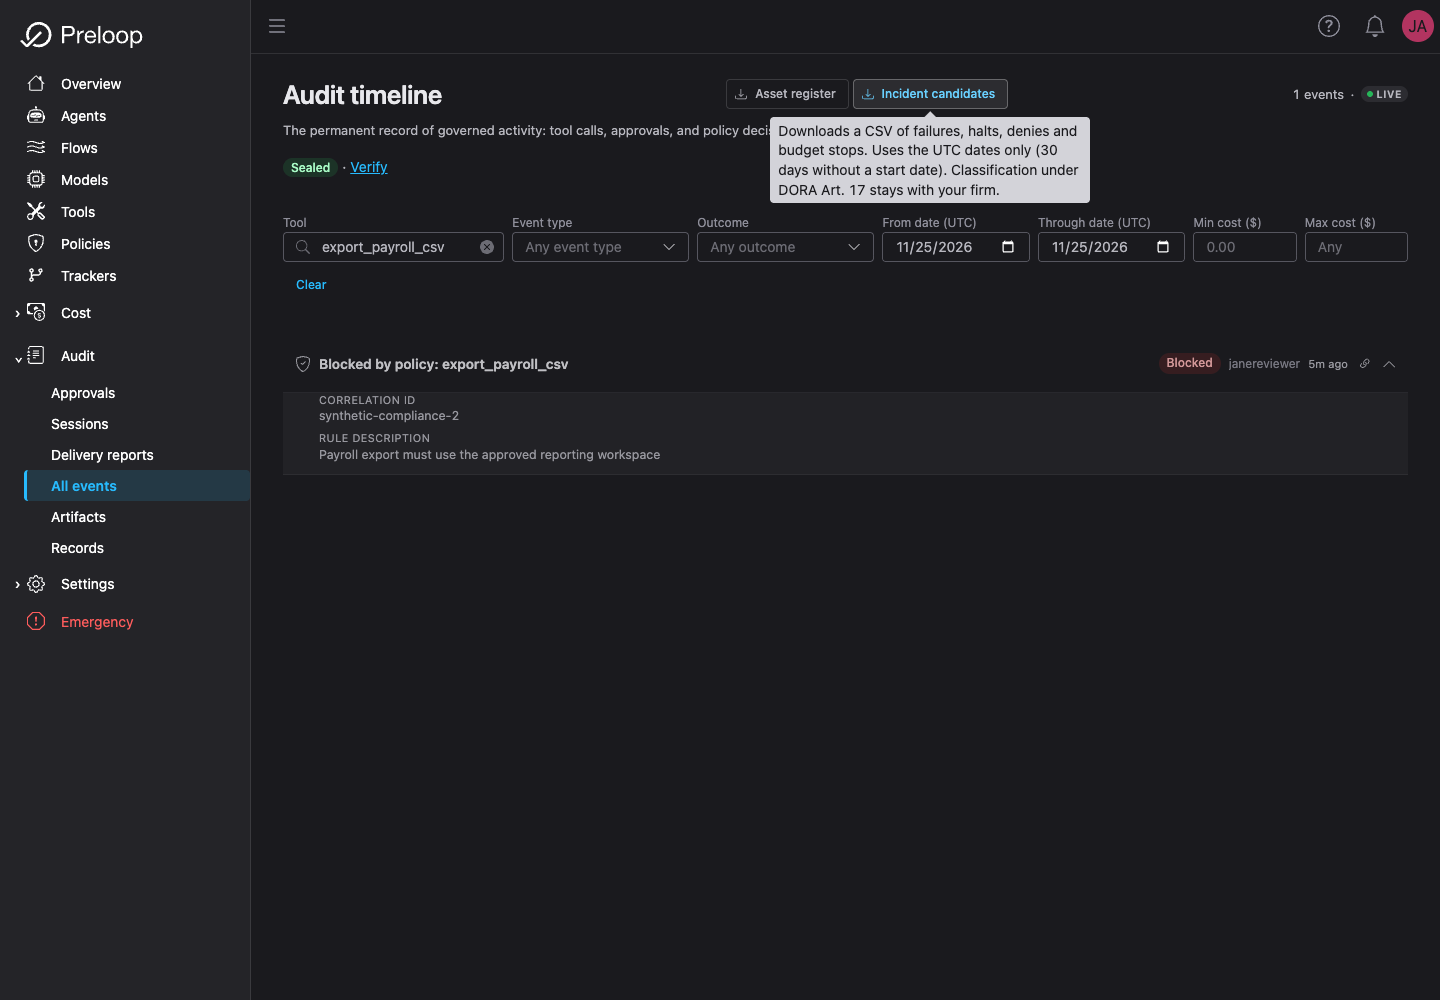 Preloop
JA
Overview
Agents
Flows
Models
Tools
Policies
Trackers
Cost
Audit
Approvals
Sessions
Delivery reports
All events
Artifacts
Records
Settings
Emergency
Audit timeline
Asset register
Incident candidates
1 events · LIVE
The permanent record of governed activity: tool calls, approvals, and policy
Downloads a CSV of failures, halts, denies and
budget stops. Uses the UTC dates only (30
days without a start date). Classification under
DORA Art. 17 stays with your firm.
Sealed · Verify
Tool
Event type
Outcome
From date (UTC)
Through date (UTC)
Min cost ($)
Max cost ($)
export_payroll_csv
Any event type
Any outcome
11/25/2026
11/25/2026
0.00
Any
Clear
Blocked by policy: export_payroll_csv
Blocked
janereviewer
5m ago
CORRELATION ID
synthetic-compliance-2
RULE DESCRIPTION
Payroll export must use the approved reporting workspace